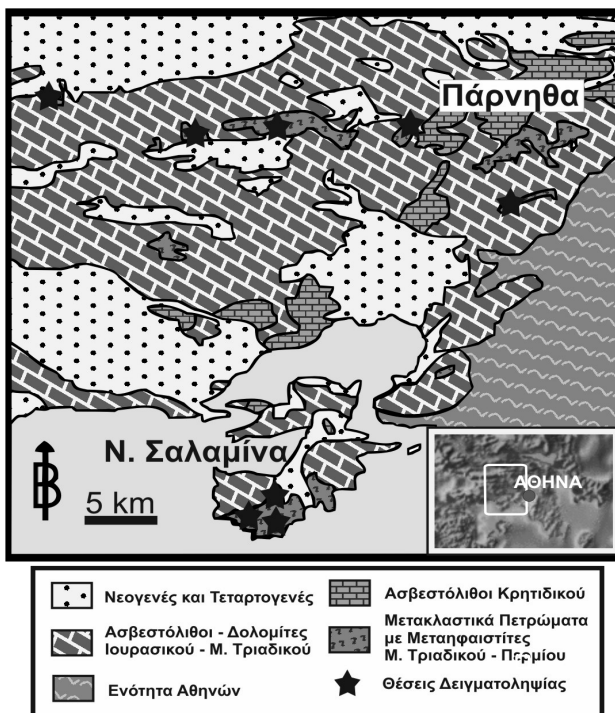 Πάρνηθα
Ν. Σαλαμίνα
Β
5 km
ΑΘΗΝΑ
Νεογενές και Τεταρτογενές
Ασβεστόλιθοι - Δολομίτες
Ιουρασικού - Μ. Τριαδικού
Ενότητα Αθηνών
Ασβεστόλιθοι Κρητιδικού
Μετακλαστικά Πετρώματα
με Μεταηφαιστίτες
Μ. Τριαδικού - Περμίου
Θέσεις Δειγματοληψίας